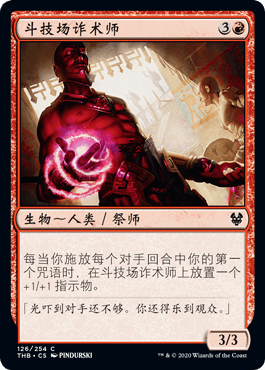 斗技场诈术师 3
生物～人类／祭师
每当你施放每个对手回合中你的第一
个咒语时，在斗技场诈术师上放置一个
+1/+1 指示物。
「光吓到对手还不够。你还得乐到观众。」
3/3
126/254 C
THB • CS PINDURSKI
™ & © 2020 Wizards of the Coast